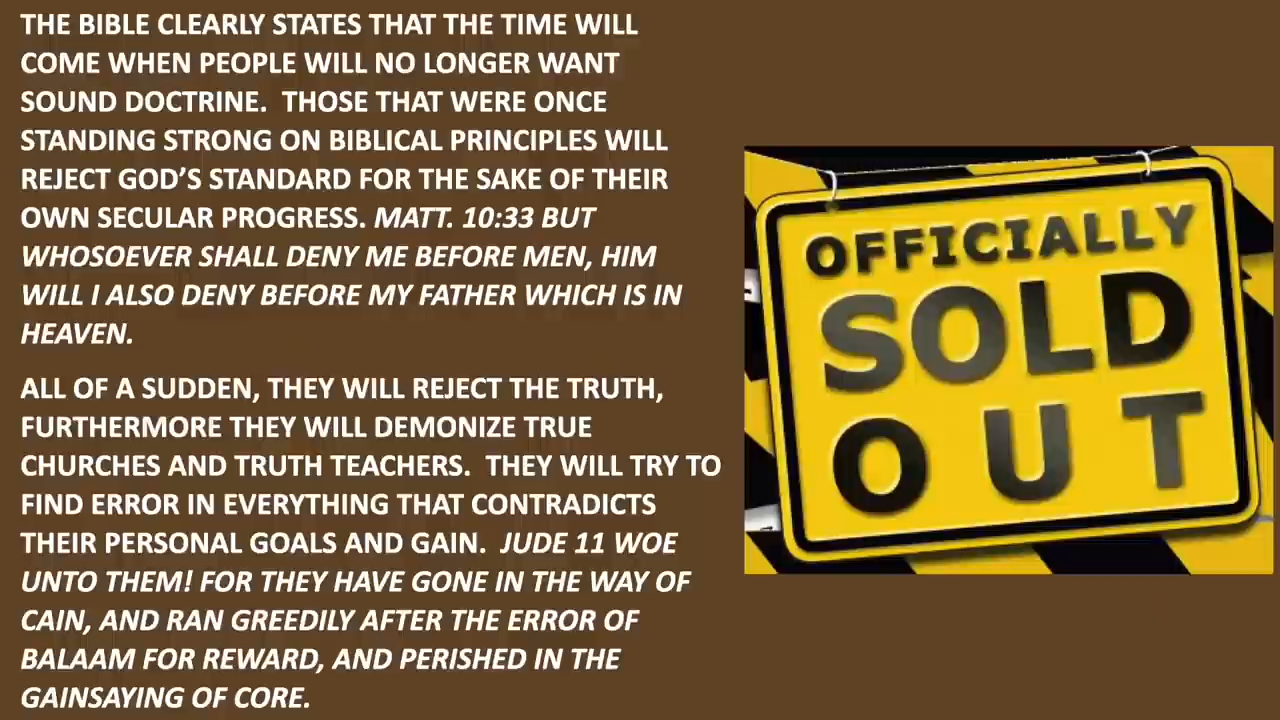 THE BIBLE CLEARLY STATES THAT THE TIME WILL
COME WHEN PEOPLE WILL NO LONGER WANT
SOUND DOCTRINE.  THOSE THAT WERE ONCE
STANDING STRONG ON BIBLICAL PRINCIPLES WILL
REJECT GOD’S STANDARD FOR THE SAKE OF THEIR
OWN SECULAR PROGRESS. MATT. 10:33 BUT
WHOSOEVER SHALL DENY ME BEFORE MEN, HIM
WILL I ALSO DENY BEFORE MY FATHER WHICH IS IN
HEAVEN.
ALL OF A SUDDEN, THEY WILL REJECT THE TRUTH,
FURTHERMORE THEY WILL DEMONIZE TRUE
CHURCHES AND TRUTH TEACHERS.  THEY WILL TRY TO
FIND ERROR IN EVERYTHING THAT CONTRADICTS
THEIR PERSONAL GOALS AND GAIN.  JUDE 11 WOE
UNTO THEM! FOR THEY HAVE GONE IN THE WAY OF
CAIN, AND RAN GREEDILY AFTER THE ERROR OF
BALAAM FOR REWARD, AND PERISHED IN THE
GAINSAYING OF CORE.
OFFICIALLY
SOLD
OUT